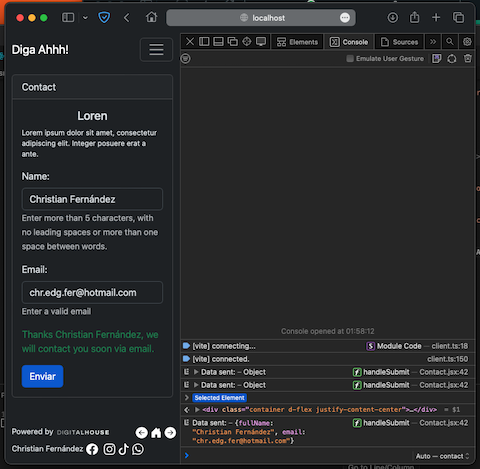 localhost
Diga Ahhh!
Elements
Console
Sources
Emulate User Gesture
Contact
Loren
Lorem ipsum dolor sit amet, consectetur
adipiscing elit. Integer posuere erat a
ante.
Name:
Christian Fernández
Enter more than 5 characters, with
no leading spaces or more than one
space between words.
Email:
chr.edg.fer@hotmail.com
Enter a valid email
Thanks Christian Fernández, we
will contact you soon via email.
Enviar
Powered by DIGITALHOUSE
Christian Fernández
Console opened at 01:58:12
[vite] connecting... S Module Code — client.ts:18
[vite] connected. client.ts:150
Data sent: – Object f handleSubmit — Contact.jsx:42
Data sent: – Object f handleSubmit — Contact.jsx:42
Selected Element
<div class="container d-flex justify-content-center">…</div> = $1
Data sent: – {fullName: f handleSubmit — Contact.jsx:42
"Christian Fernández", email:
"chr.edg.fer@hotmail.com"}
Auto — contact
Go to Line/Column